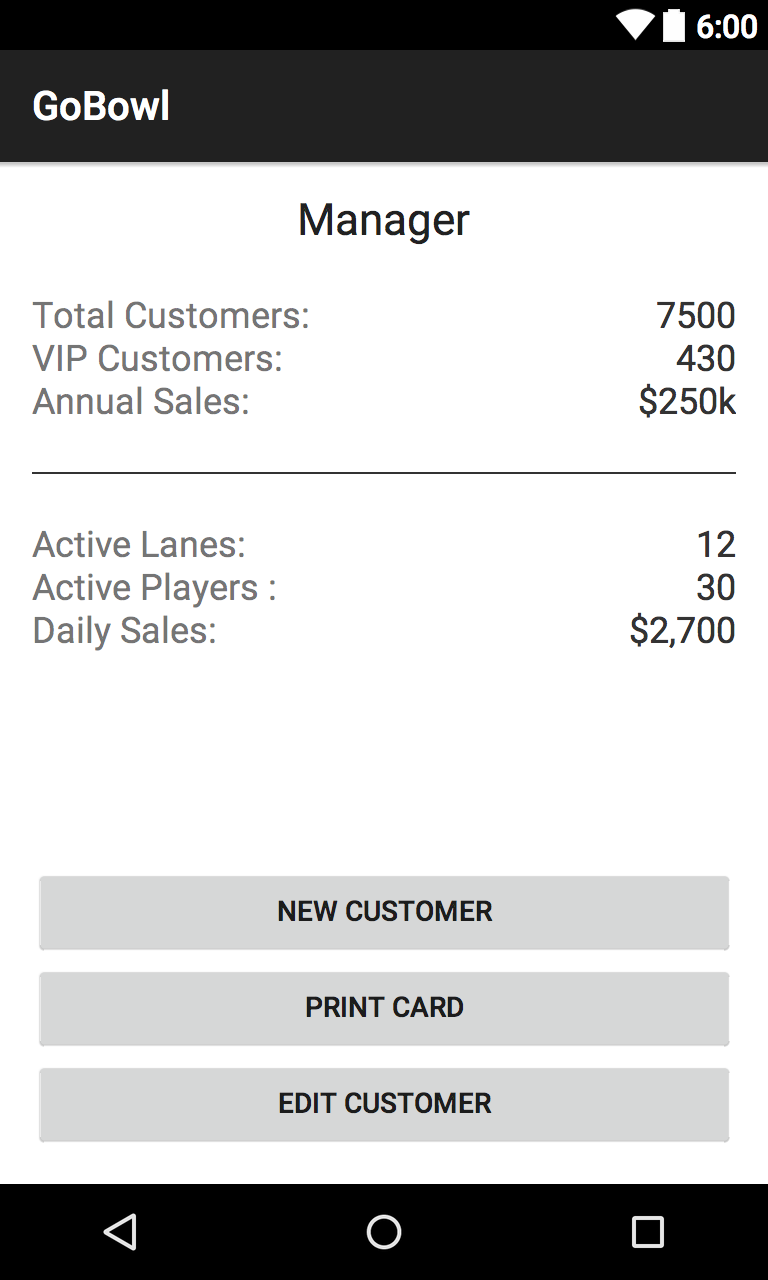 6:00
GoBowl
Manager
Total Customers: 7500
VIP Customers: 430
Annual Sales: $250k
Active Lanes: 12
Active Players : 30
Daily Sales: $2,700
NEW CUSTOMER
PRINT CARD
EDIT CUSTOMER